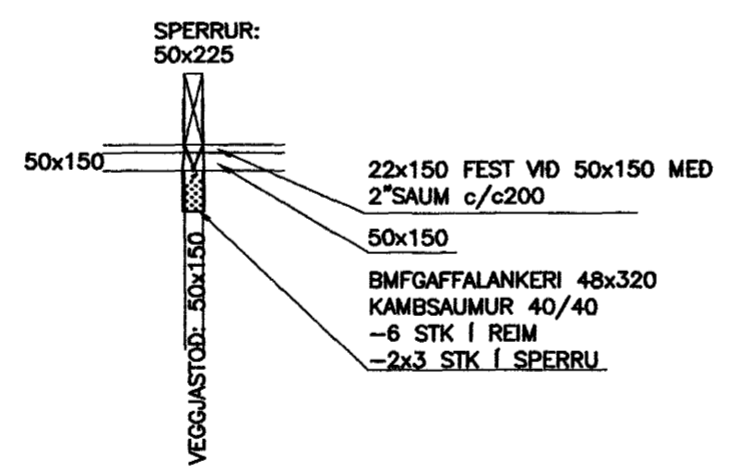 SPERRUR:
50x225
50x150
22x150 FEST VIÐ 50x150 MED
2"SAUM c/c200
50x150
BMFGAFFALANKERI 48x320
KAMBSAUMUR 40/40
-6 STK Í REIM
-2x3 STK Í SPERRU
VEGGJASTOÐ: 50x150